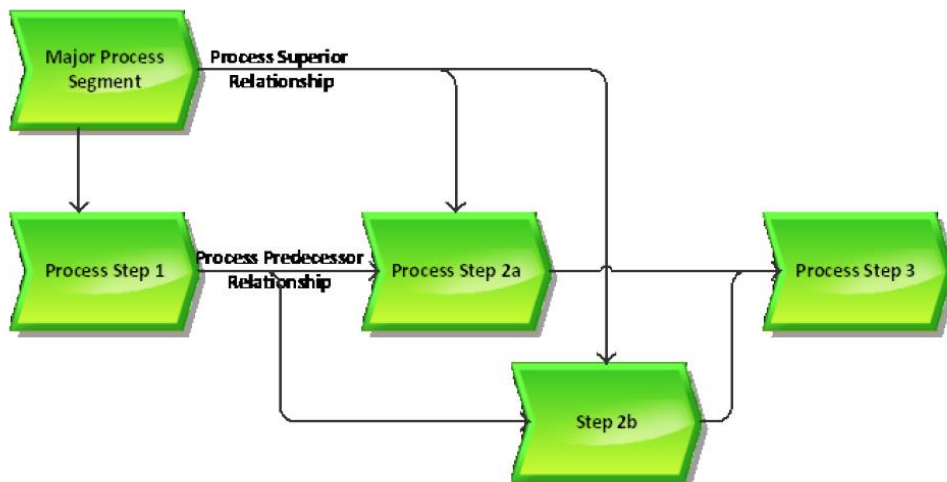 Major Process
Segment
Process Superior
Relationship
Process Step 1
Process Predecessor
Relationship
Process Step 2a
Process Step 3
Step 2b